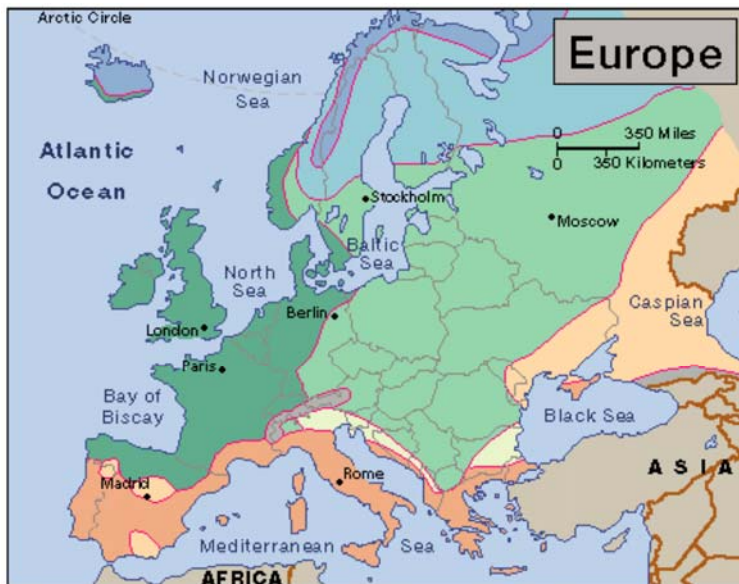 Arctic Circle
Europe
Norwegian
Sea
Atlantic
Ocean
0 350 Miles
0 350 Kilometers
Stockholm
Moscow
Baltic
Sea
North
Sea
Berlin
Caspian
Sea
London
Paris
Bay of
Biscay
Black Sea
Madrid
Rome
ASIA
Mediterranean Sea
AFRICA